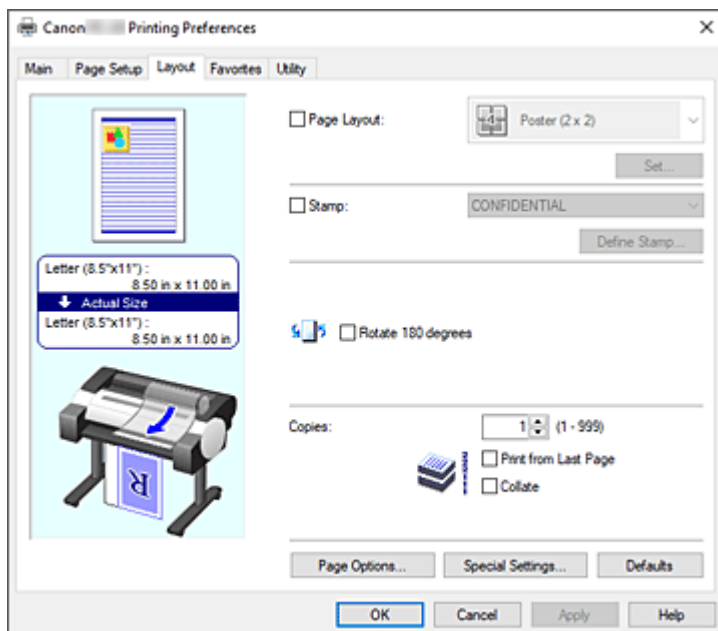 Canon Printing Preferences
Main Page Setup Layout Favorites Utility
Page Layout: Poster (2 x 2)
Set...
Stamp: CONFIDENTIAL
Define Stamp...
Letter (8.5"x11") :
8.50 in x 11.00 in
Actual Size
Letter (8.5"x11") :
8.50 in x 11.00 in
Rotate 180 degrees
Copies: 1 (1 - 999)
Print from Last Page
Collate
R
Page Options... Special Settings... Defaults
OK Cancel Apply Help